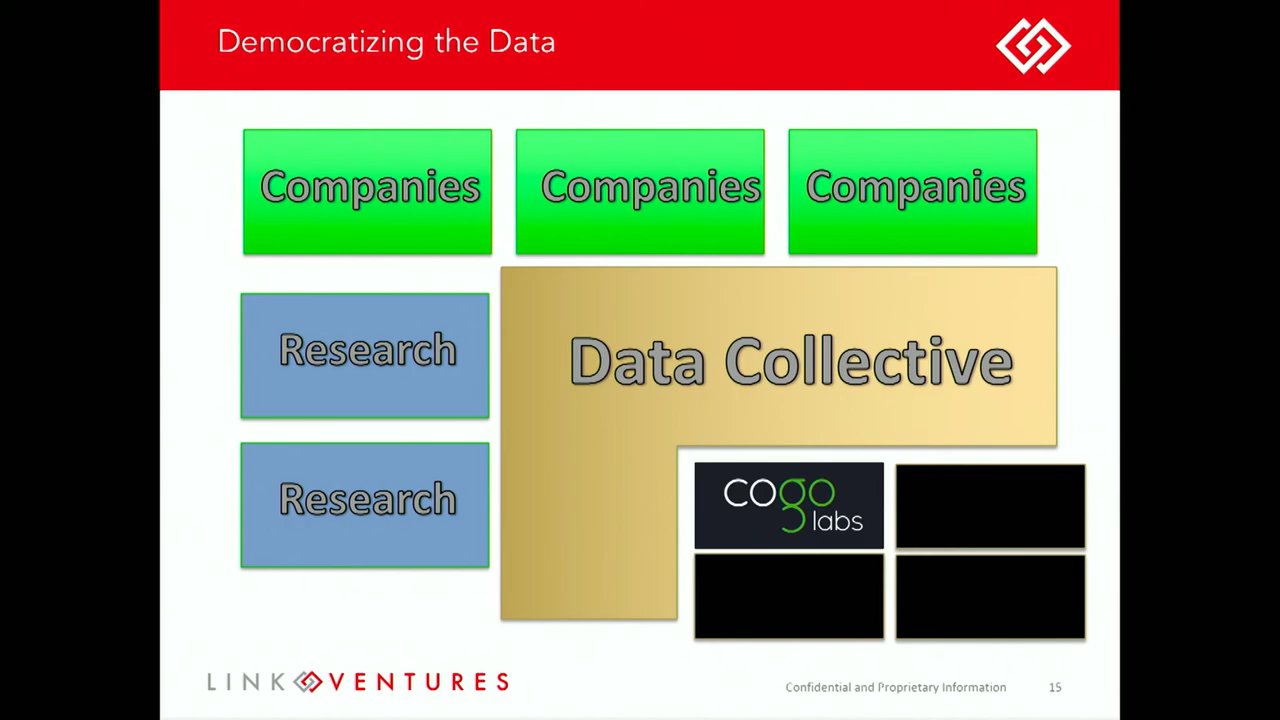 Democratizing the Data
Companies Companies Companies
Research
Data Collective
Research
cogo labs
LINK VENTURES
Confidential and Proprietary Information 15